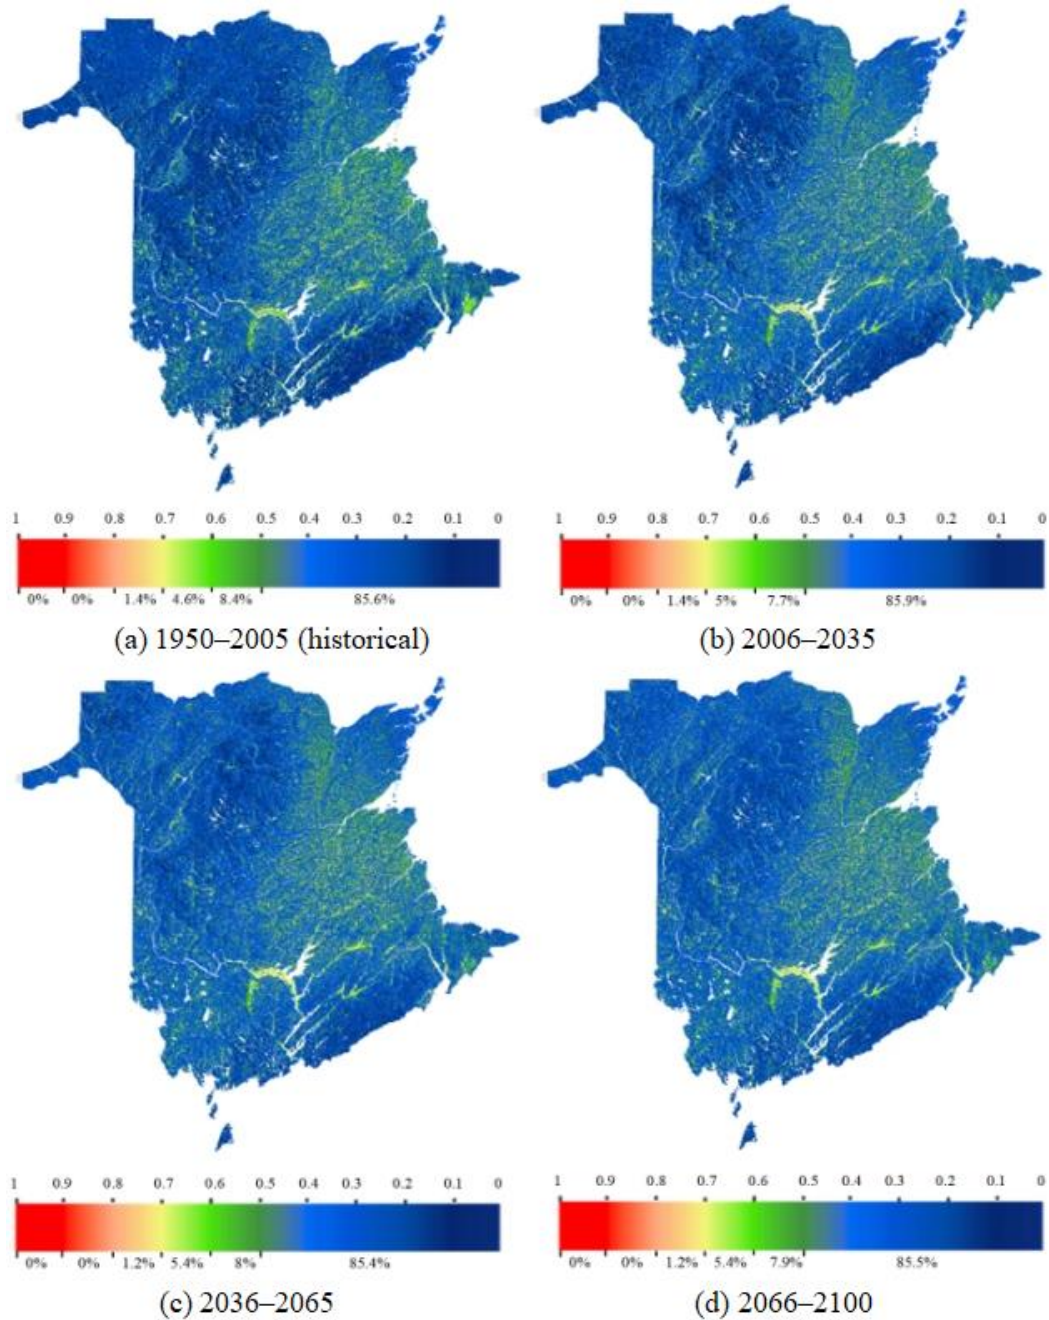 1 0.9 0.8 0.7 0.6 0.5 0.4 0.3 0.2 0.1 0
0% 0% 1.4% 4.6% 8.4% 85.6%
(a) 1950–2005 (historical)
1 0.9 0.8 0.7 0.6 0.5 0.4 0.3 0.2 0.1 0
0% 0% 1.4% 5% 7.7% 85.9%
(b) 2006–2035
1 0.9 0.8 0.7 0.6 0.5 0.4 0.3 0.2 0.1 0
0% 0% 1.2% 5.4% 8% 85.4%
(c) 2036–2065
1 0.9 0.8 0.7 0.6 0.5 0.4 0.3 0.2 0.1 0
0% 0% 1.2% 5.4% 7.9% 85.5%
(d) 2066–2100